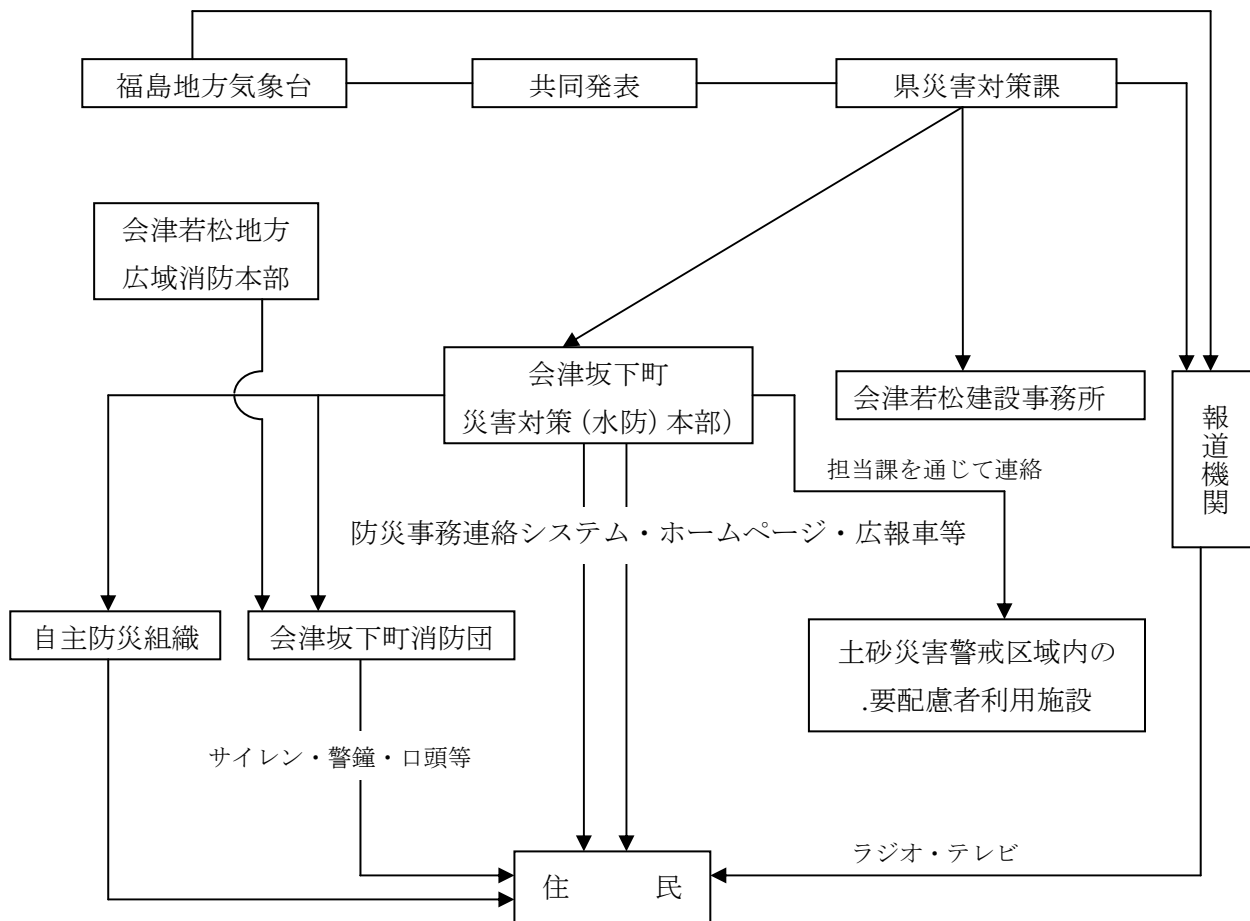 福島地方気象台
共同発表
県災害対策課
会津若松地方
広域消防本部
会津坂下町
災害対策（水防）本部）
会津若松建設事務所
報道機関
担当課を通じて連絡
防災事務連絡システム・ホームページ・広報車等
自主防災組織
会津坂下町消防団
土砂災害警戒区域内の
.要配慮者利用施設
サイレン・警鐘・口頭等
ラジオ・テレビ
住　　民